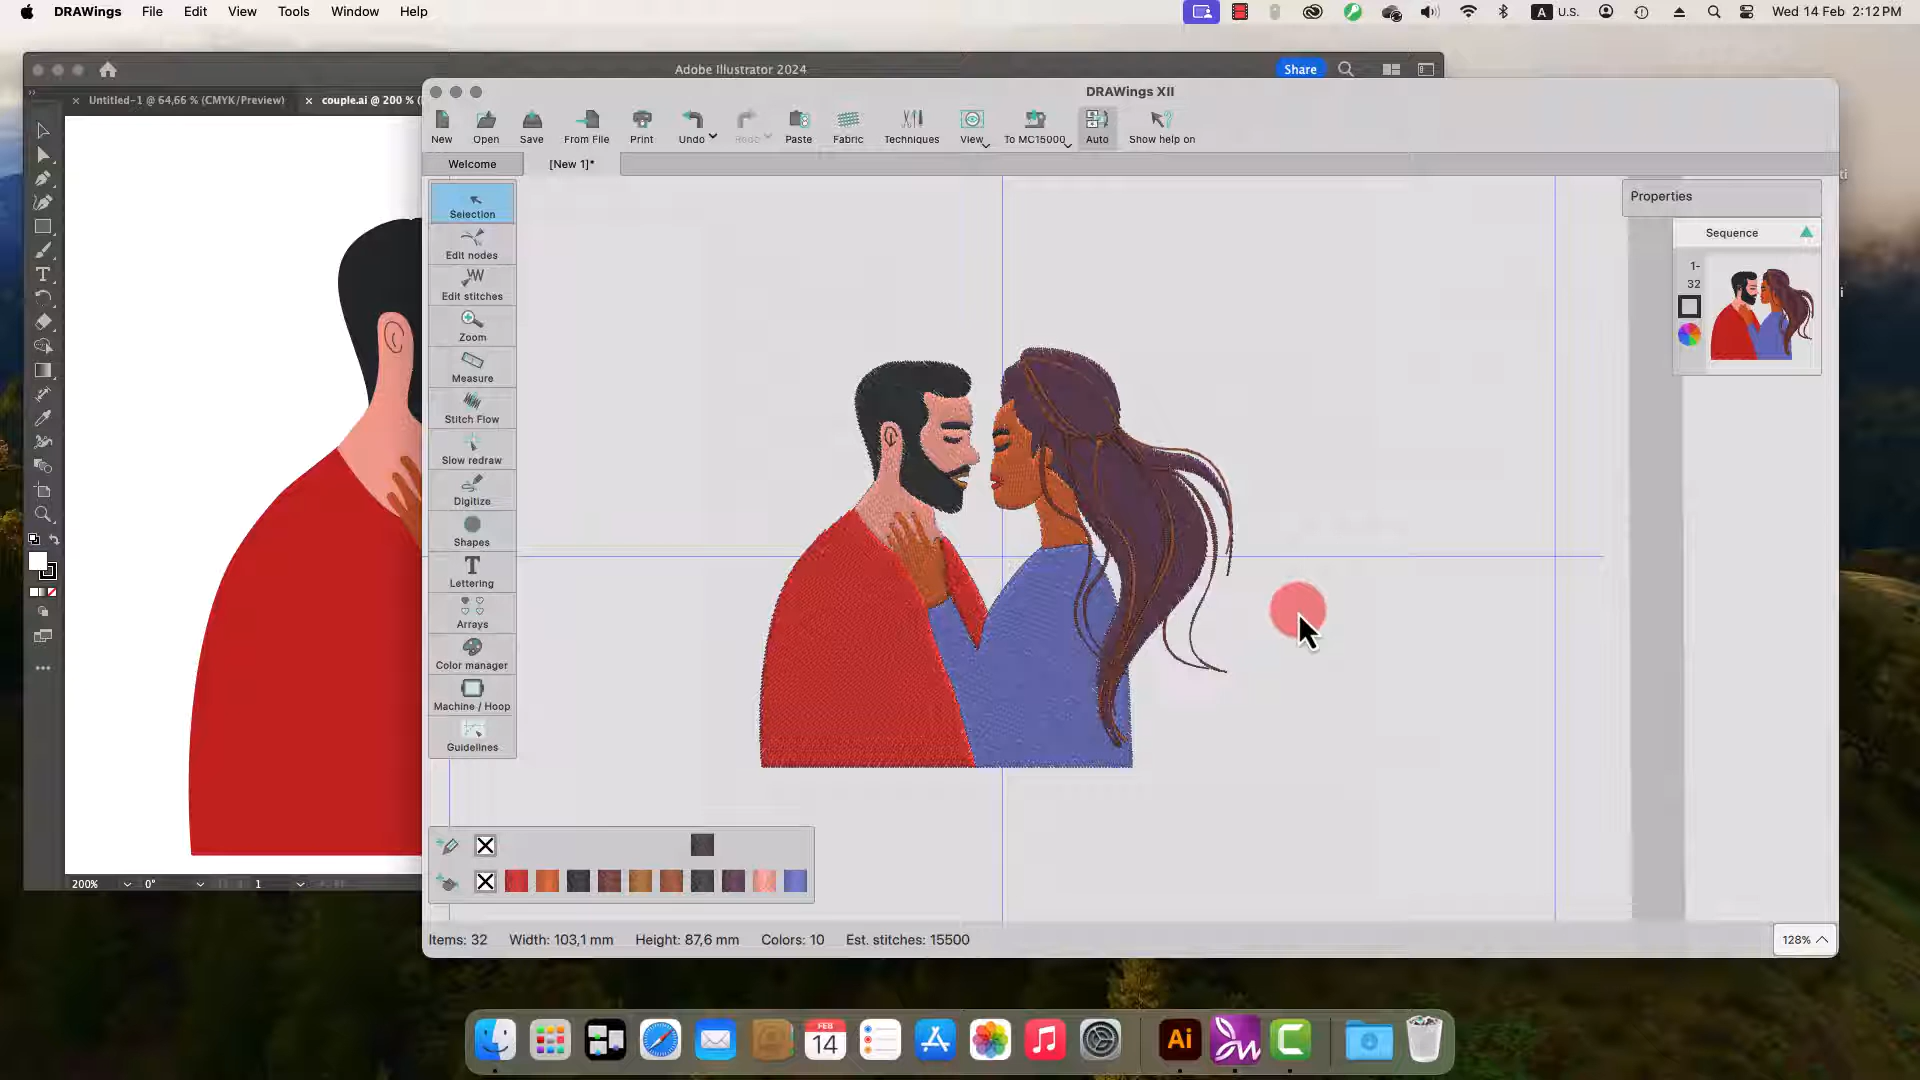 DRAWings File Edit View Tools Window Help
A U.S. Wed 14 Feb 2:12 PM
Adobe Illustrator 2024 Share
Untitled-1 @ 64,66 % (CMYK/Preview) couple.ai @ 200 % (
DRAWings XII
New Open Save From File Print Undo Redo Paste Fabric Techniques View To MC15000 Auto Show help on
Welcome [New 1]*
Selection
Edit nodes
Edit stitches
Zoom
Measure
Stitch Flow
Slow redraw
Digitize
Shapes
T
Lettering
Arrays
Color manager
Machine / Hoop
Guidelines
Properties
Sequence
1-
32
200% 0° 1
Items: 32 Width: 103,1 mm Height: 87,6 mm Colors: 10 Est. stitches: 15500
128%
FEB
14
Ai